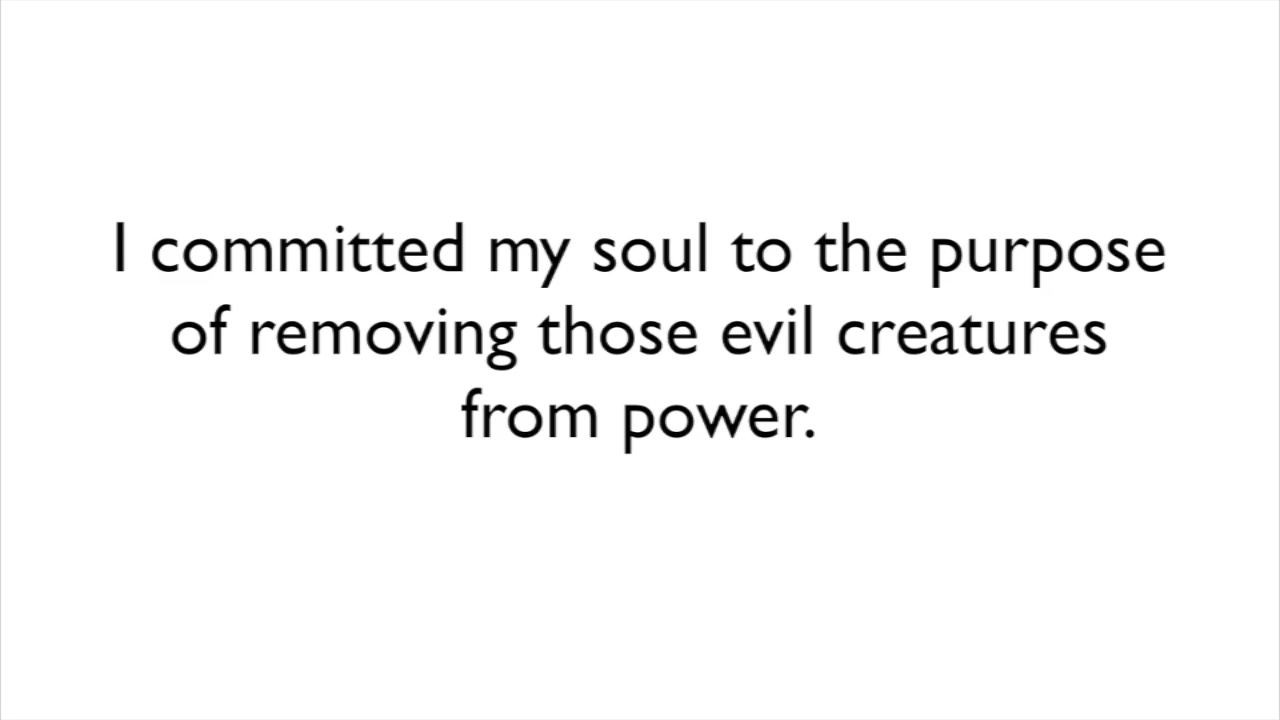 I committed my soul to the purpose
of removing those evil creatures
from power.